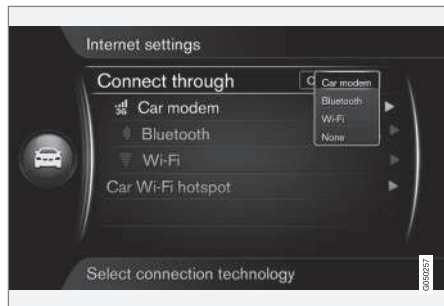 Internet settings
Connect through
C
Car modem
Bluetooth
Wi-Fi
None
3G
Car modem
Bluetooth
Wi-Fi
Car Wi-Fi hotspot
Select connection technology
G050257